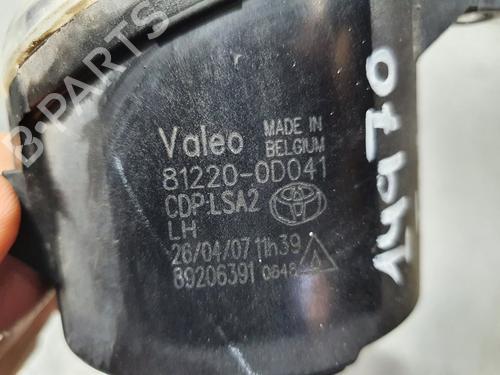 Valeo MADE IN
BELGIUM
81220-0D041
CDP:LSA2
LH
26/04/07 11h39
89206391 0648
B-PARTS